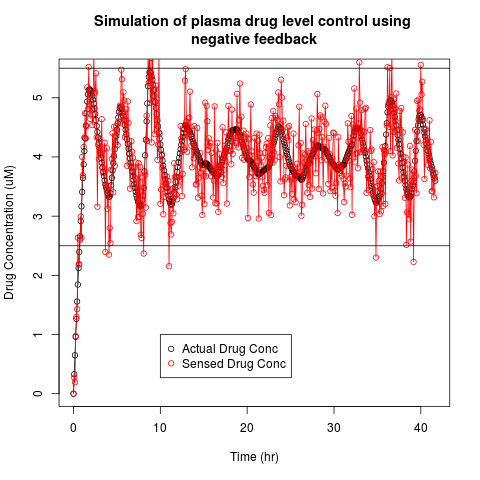 Simulation of plasma drug level control using
negative feedback
Drug Concentration (uM)
5
4
3
2
1
0
Actual Drug Conc
Sensed Drug Conc
0 10 20 30 40
Time (hr)